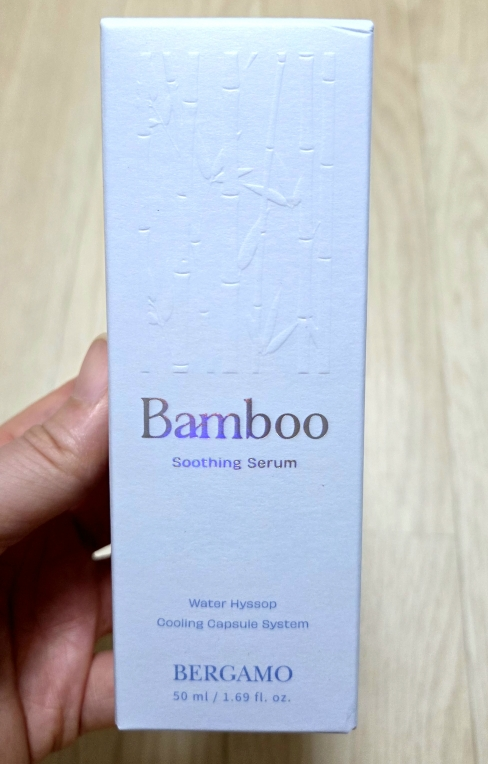 Bamboo
Soothing Serum
Water Hyssop
Cooling Capsule System
BERGAMO
50 ml / 1.69 fl. oz.